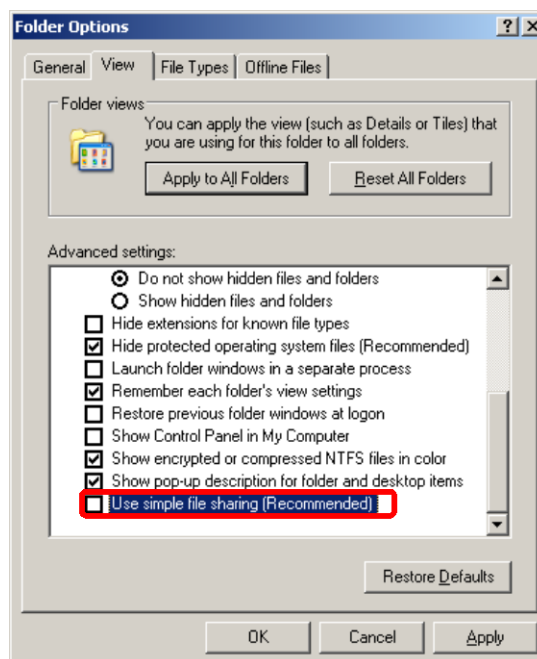 Folder Options
General View File Types Offline Files
Folder views
You can apply the view (such as Details or Tiles) that
you are using for this folder to all folders.
Apply to All Folders Reset All Folders
Advanced settings:
Do not show hidden files and folders
Show hidden files and folders
Hide extensions for known file types
Hide protected operating system files (Recommended)
Launch folder windows in a separate process
Remember each folder's view settings
Restore previous folder windows at logon
Show Control Panel in My Computer
Show encrypted or compressed NTFS files in color
Show pop-up description for folder and desktop items
Use simple file sharing (Recommended)
Restore Defaults
OK Cancel Apply